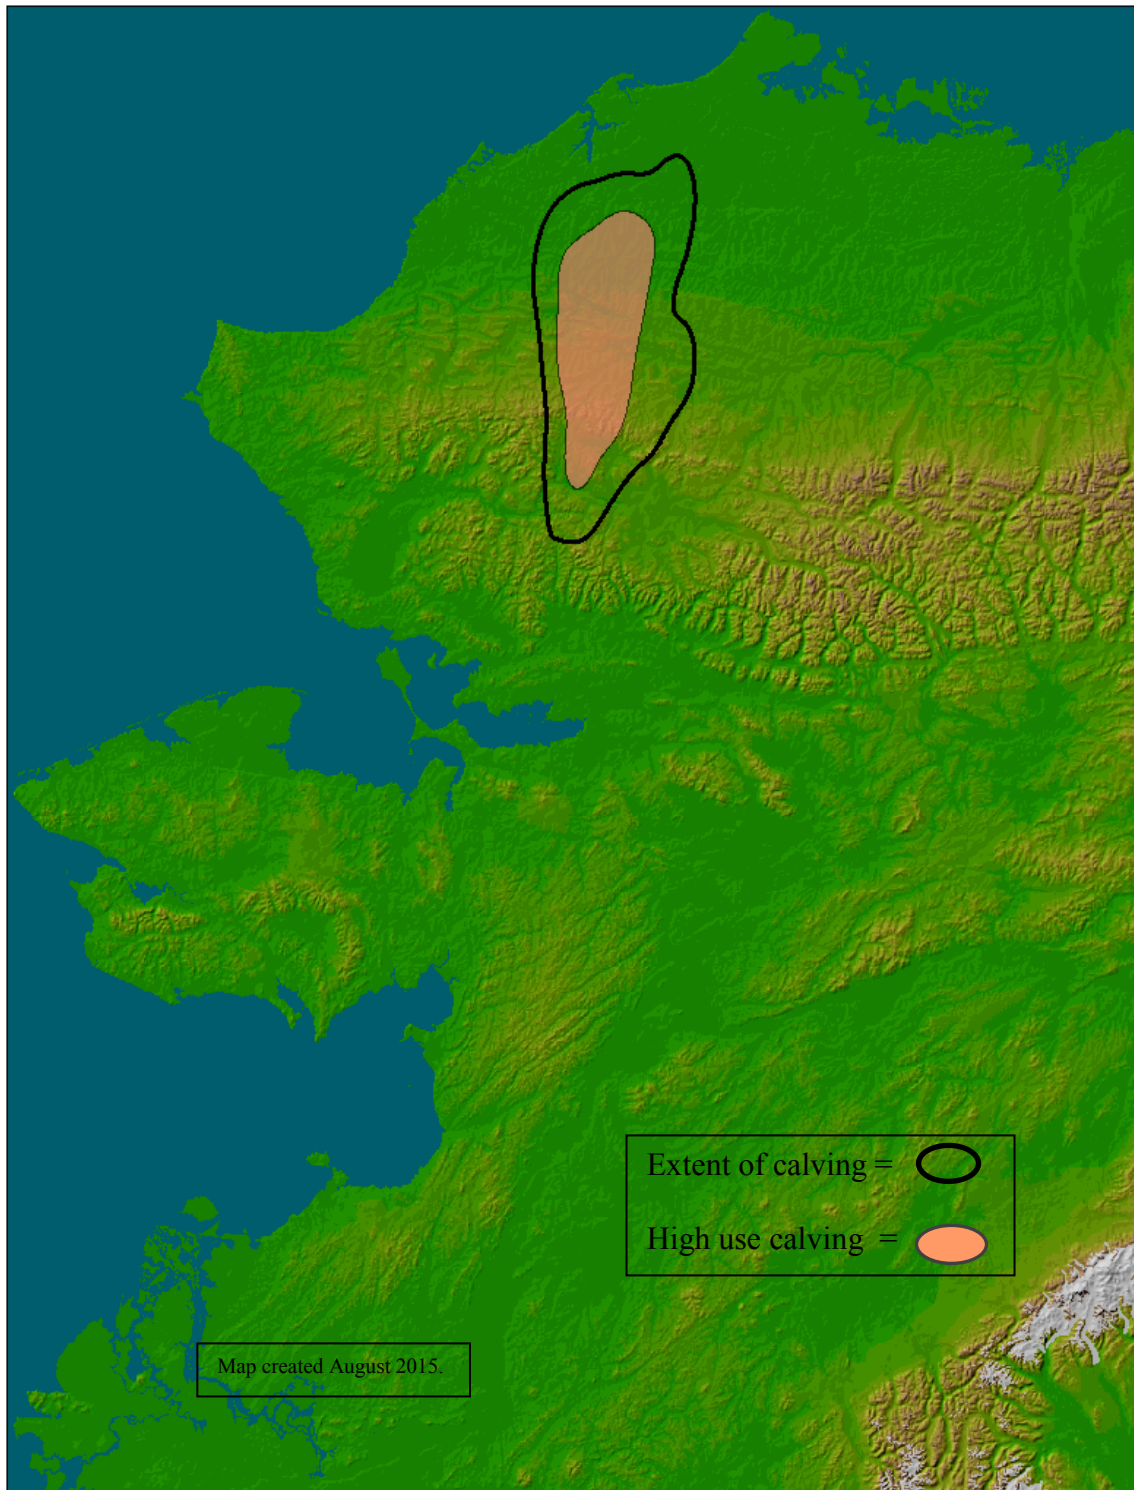 Extent of calving =
High use calving =
Map created August 2015.